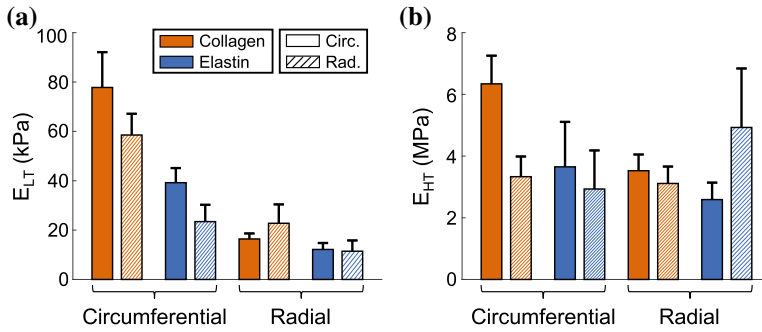 (a)
100
80
60
40
20
0
E_LT (kPa)
Collagen
Elastin
Circ.
Rad.
Circumferential
Radial
(b)
8
6
4
2
0
E_HT (MPa)
Circumferential
Radial